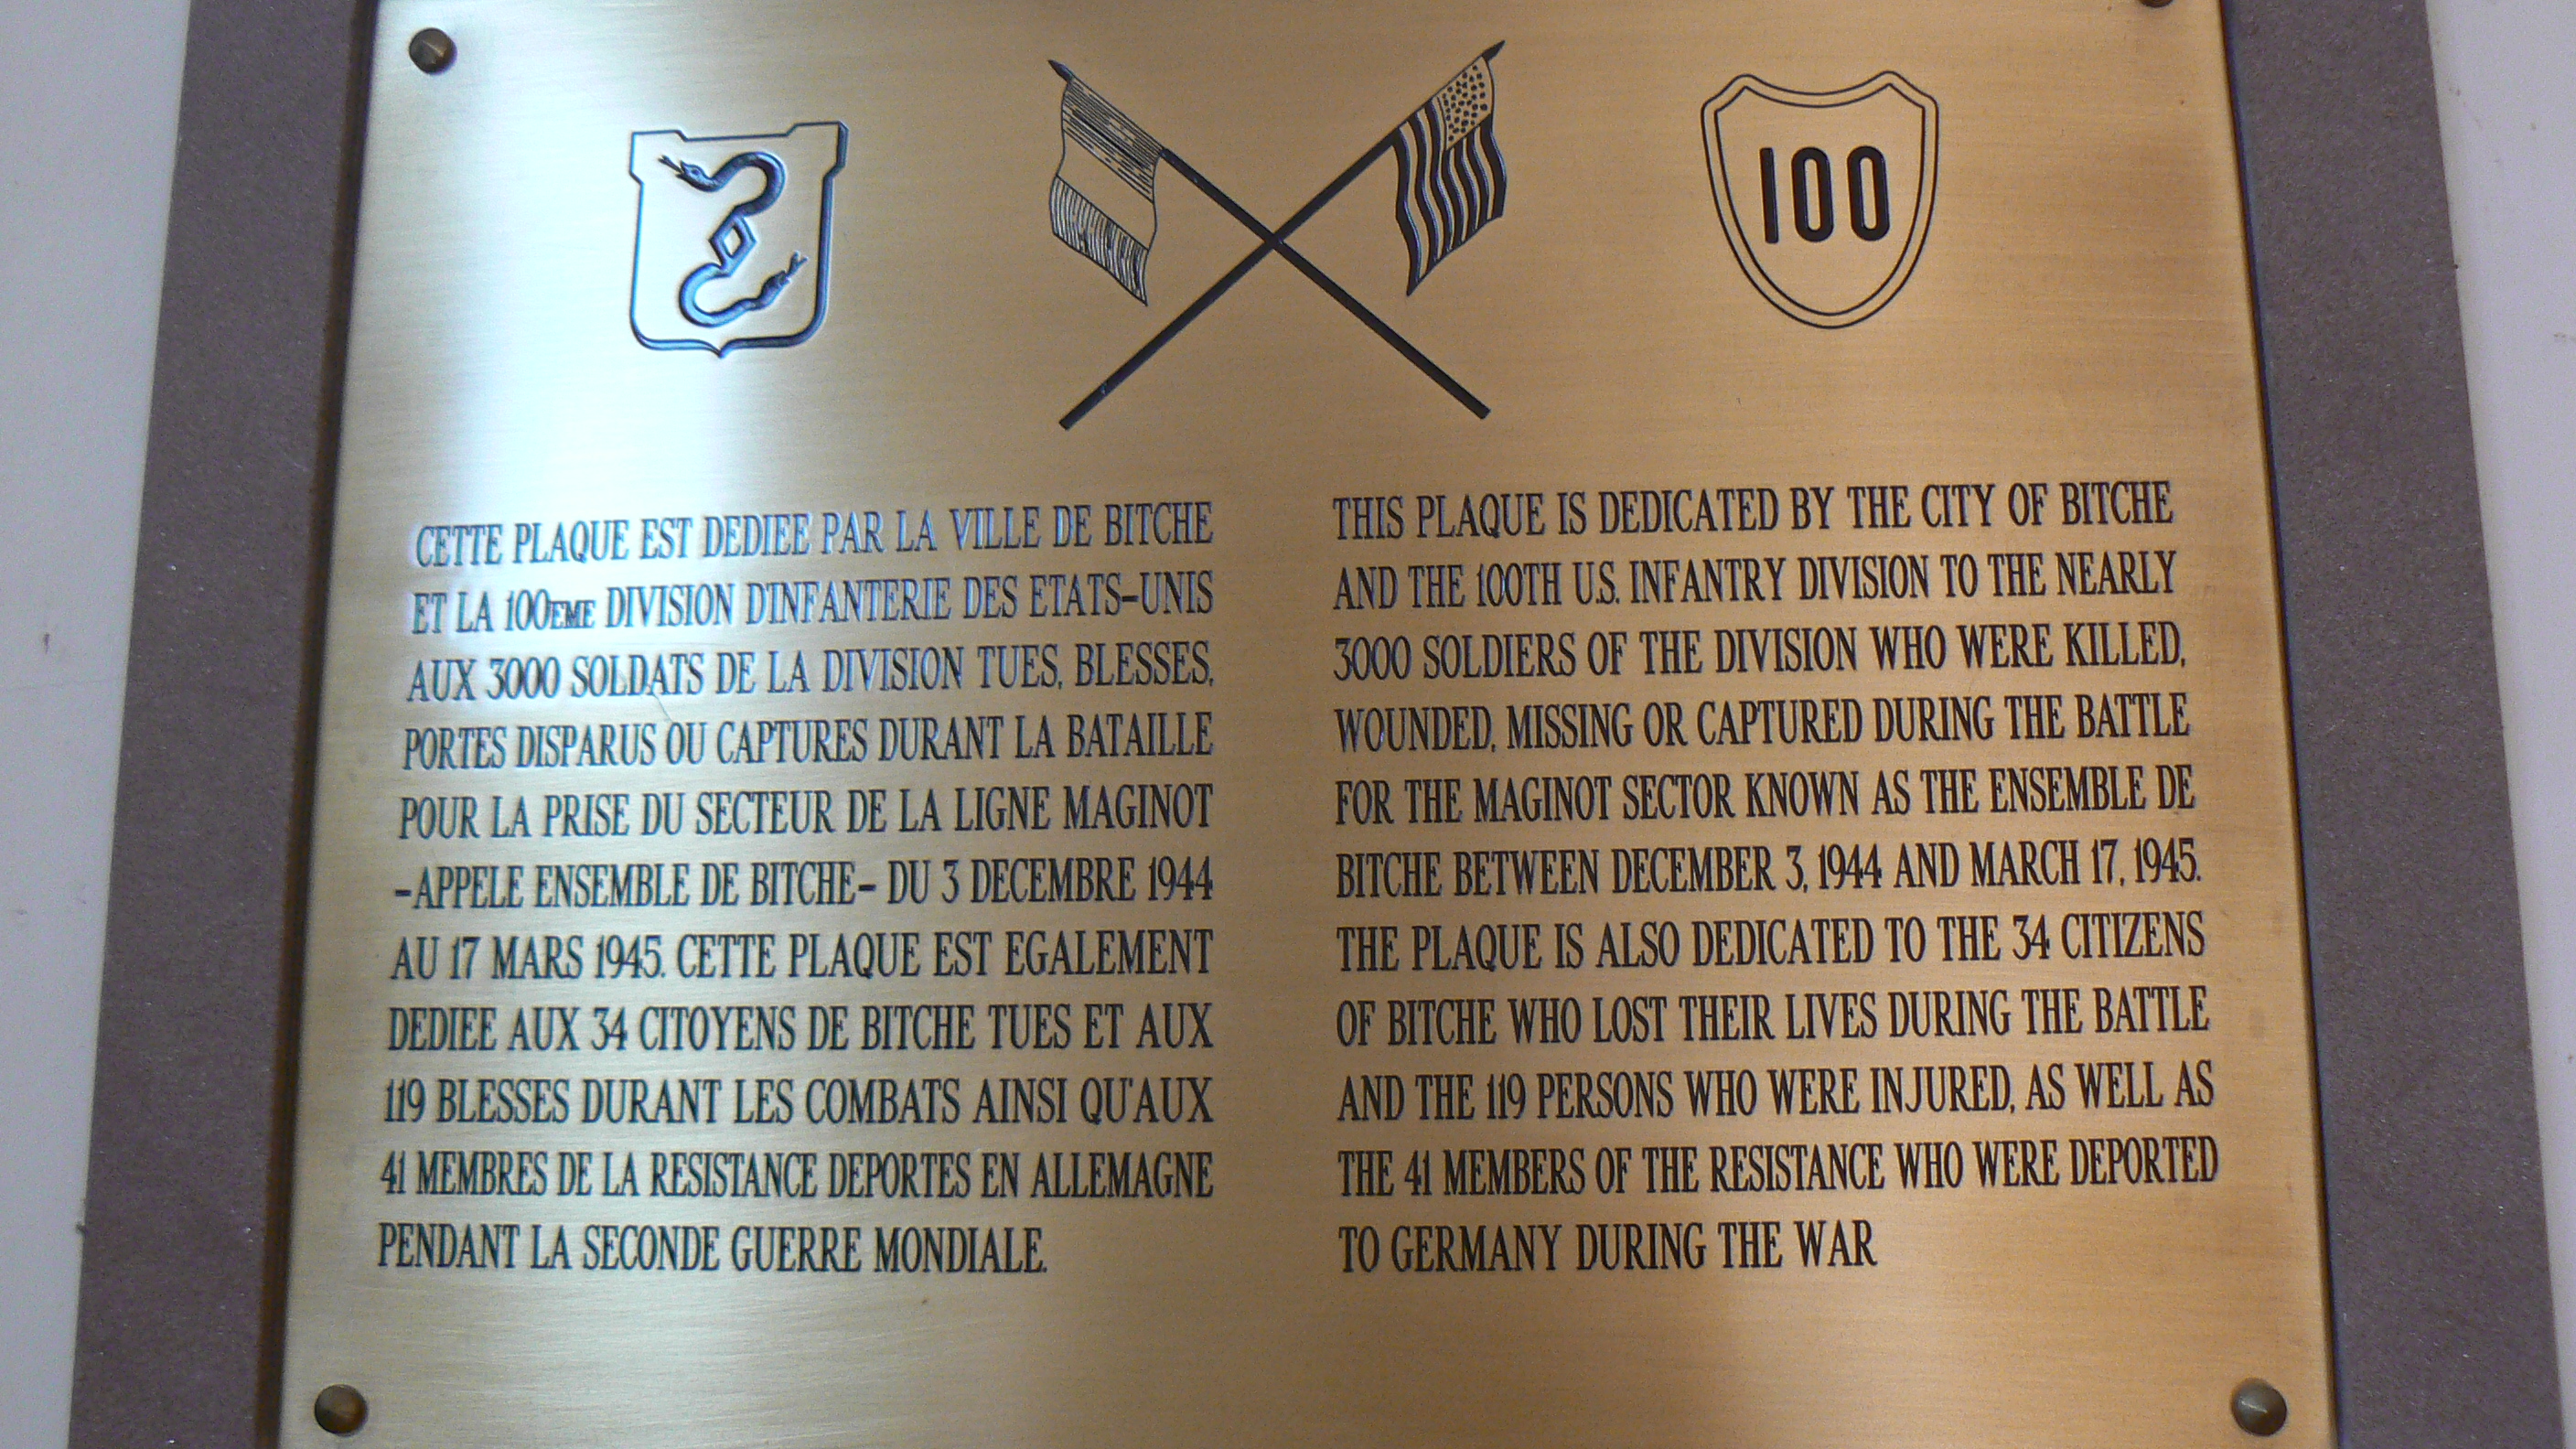 100
CETTE PLAQUE EST DEDIEE PAR LA VILLE DE BITCHE
ET LA 100EME DIVISION D'INFANTERIE DES ETATS-UNIS
AUX 3000 SOLDATS DE LA DIVISION TUES, BLESSES,
PORTES DISPARUS OU CAPTURES DURANT LA BATAILLE
POUR LA PRISE DU SECTEUR DE LA LIGNE MAGINOT
-APPELE ENSEMBLE DE BITCHE- DU 3 DECEMBRE 1944
AU 17 MARS 1945. CETTE PLAQUE EST EGALEMENT
DEDIEE AUX 34 CITOYENS DE BITCHE TUES ET AUX
119 BLESSES DURANT LES COMBATS AINSI QU'AUX
41 MEMBRES DE LA RESISTANCE DEPORTES EN ALLEMAGNE
PENDANT LA SECONDE GUERRE MONDIALE.
THIS PLAQUE IS DEDICATED BY THE CITY OF BITCHE
AND THE 100TH U.S. INFANTRY DIVISION TO THE NEARLY
3000 SOLDIERS OF THE DIVISION WHO WERE KILLED,
WOUNDED, MISSING OR CAPTURED DURING THE BATTLE
FOR THE MAGINOT SECTOR KNOWN AS THE ENSEMBLE DE
BITCHE BETWEEN DECEMBER 3, 1944 AND MARCH 17, 1945.
THE PLAQUE IS ALSO DEDICATED TO THE 34 CITIZENS
OF BITCHE WHO LOST THEIR LIVES DURING THE BATTLE
AND THE 119 PERSONS WHO WERE INJURED, AS WELL AS
THE 41 MEMBERS OF THE RESISTANCE WHO WERE DEPORTED
TO GERMANY DURING THE WAR